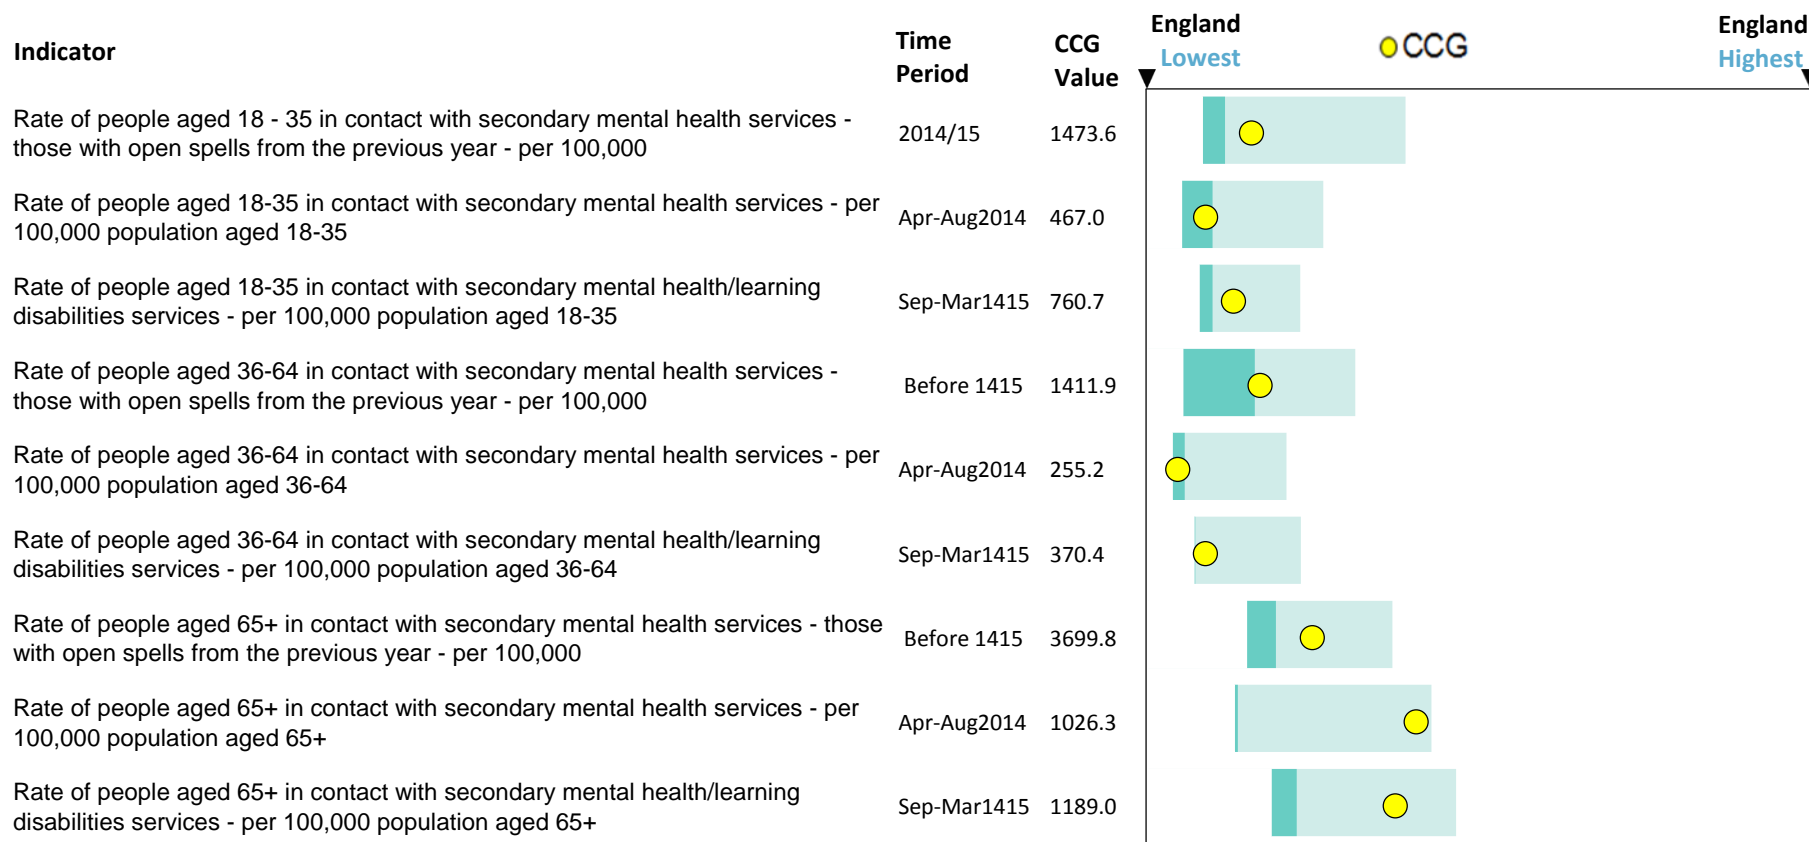 Indicator
Time Period
CCG Value
England Lowest
CCG
England Highest
Rate of people aged 18 - 35 in contact with secondary mental health services -
those with open spells from the previous year - per 100,000
2014/15
1473.6
Rate of people aged 18-35 in contact with secondary mental health services - per
100,000 population aged 18-35
Apr-Aug2014
467.0
Rate of people aged 18-35 in contact with secondary mental health/learning
disabilities services - per 100,000 population aged 18-35
Sep-Mar1415
760.7
Rate of people aged 36-64 in contact with secondary mental health services -
those with open spells from the previous year - per 100,000
Before 1415
1411.9
Rate of people aged 36-64 in contact with secondary mental health services - per
100,000 population aged 36-64
Apr-Aug2014
255.2
Rate of people aged 36-64 in contact with secondary mental health/learning
disabilities services - per 100,000 population aged 36-64
Sep-Mar1415
370.4
Rate of people aged 65+ in contact with secondary mental health services - those
with open spells from the previous year - per 100,000
Before 1415
3699.8
Rate of people aged 65+ in contact with secondary mental health services - per
100,000 population aged 65+
Apr-Aug2014
1026.3
Rate of people aged 65+ in contact with secondary mental health/learning
disabilities services - per 100,000 population aged 65+
Sep-Mar1415
1189.0